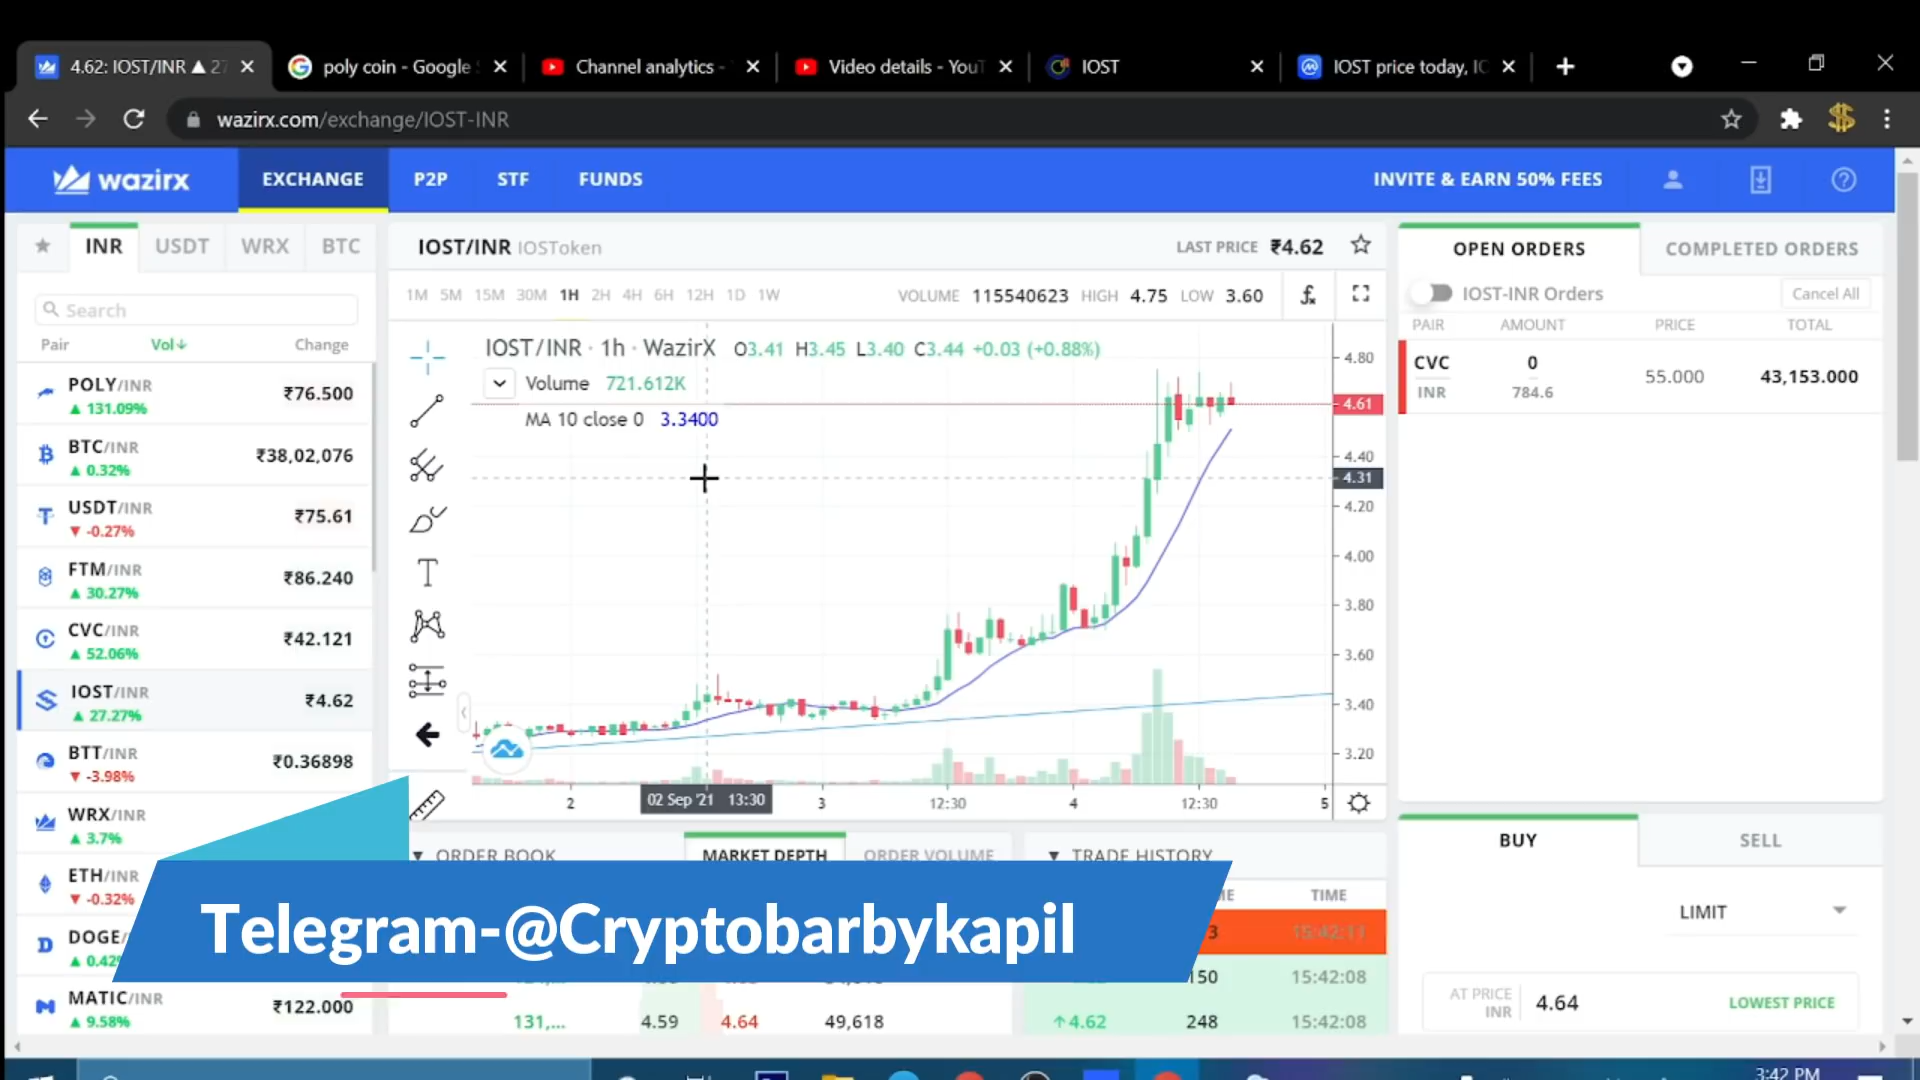 4.62: IOST/INR ▲ 27
poly coin - Google
Channel analytics -
Video details - YouT
IOST
IOST price today, IO
wazirx.com/exchange/IOST-INR
wazirx
EXCHANGE
P2P
STF
FUNDS
INVITE & EARN 50% FEES
INR
USDT
WRX
BTC
Search
Pair
Vol↓
Change
POLY/INR
▲ 131.09%
₹76.500
BTC/INR
▲ 0.32%
₹38,02,076
USDT/INR
▼ -0.27%
₹75.61
FTM/INR
▲ 30.27%
₹86.240
CVC/INR
▲ 52.06%
₹42.121
IOST/INR
▲ 27.27%
₹4.62
BTT/INR
▼ -3.98%
₹0.36898
WRX/INR
▲ 3.7%
ETH/INR
▼ -0.32%
DOGE/
▲ 0.42%
MATIC/INR
▲ 9.58%
₹122.000
IOST/INR IOSToken
LAST PRICE ₹4.62
1M 5M 15M 30M 1H 2H 4H 6H 12H 1D 1W
VOLUME 115540623 HIGH 4.75 LOW 3.60
IOST/INR · 1h · WazirX O3.41 H3.45 L3.40 C3.44 +0.03 (+0.88%)
Volume 721.612K
MA 10 close 0 3.3400
4.80
4.61
4.40
4.31
4.20
4.00
3.80
3.60
3.40
3.20
2
02 Sep '21 13:30
3
12:30
4
12:30
5
▼ ORDER BOOK
MARKET DEPTH
ORDER VOLUME
▼ TRADE HISTORY
TIME
15:42:11
150
15:42:08
131,...
4.59
4.64
49,618
↑4.62
248
15:42:08
OPEN ORDERS
COMPLETED ORDERS
IOST-INR Orders
Cancel All
PAIR
AMOUNT
PRICE
TOTAL
CVC
INR
0
784.6
55.000
43,153.000
BUY
SELL
LIMIT
AT PRICE
INR
4.64
LOWEST PRICE
Telegram-@Cryptobarbykapil
3:42 PM